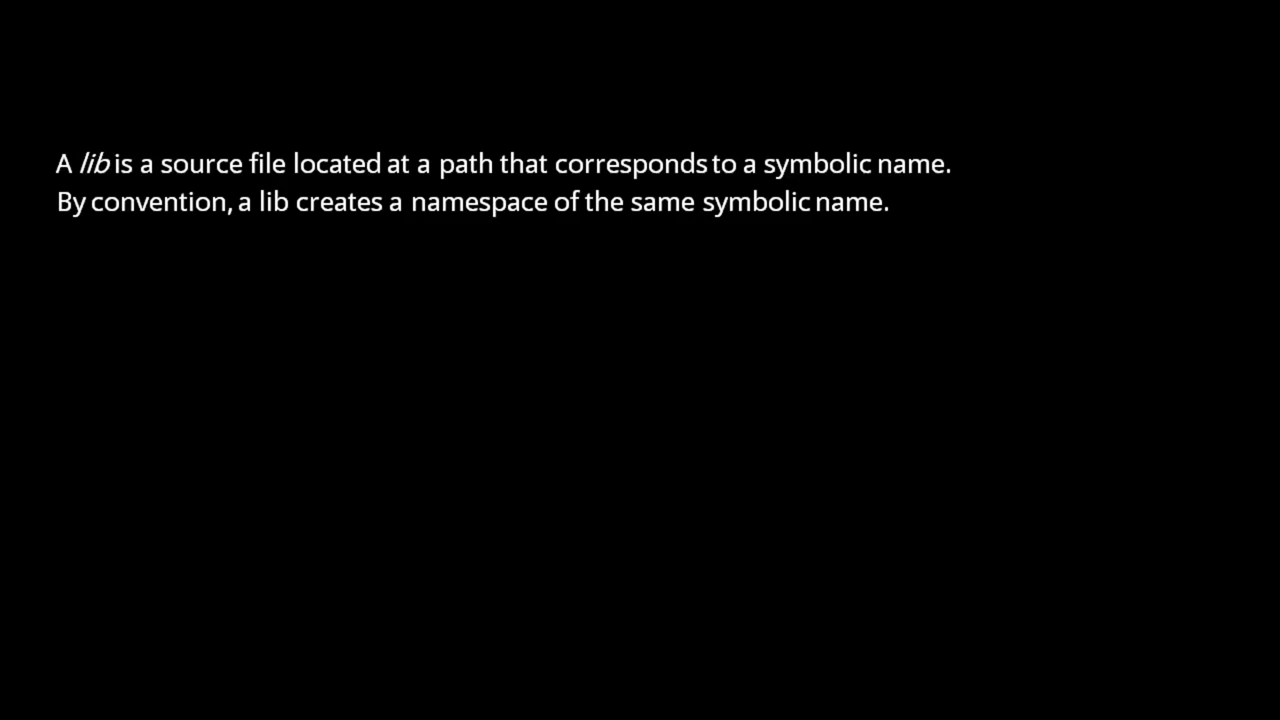 A lib is a source file located at a path that corresponds to a symbolic name.
By convention, a lib creates a namespace of the same symbolic name.